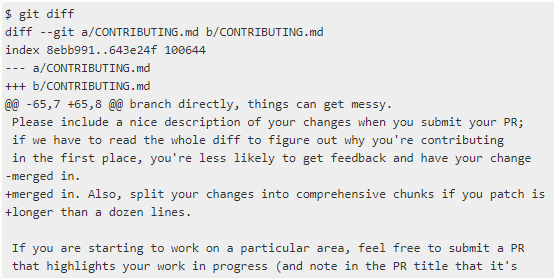 $ git diff
diff --git a/CONTRIBUTING.md b/CONTRIBUTING.md
index 8ebb991..643e24f 100644
--- a/CONTRIBUTING.md
+++ b/CONTRIBUTING.md
@@ -65,7 +65,8 @@ branch directly, things can get messy.
 Please include a nice description of your changes when you submit your PR;
 if we have to read the whole diff to figure out why you're contributing
 in the first place, you're less likely to get feedback and have your change
-merged in.
+merged in. Also, split your changes into comprehensive chunks if you patch is
+longer than a dozen lines.

 If you are starting to work on a particular area, feel free to submit a PR
 that highlights your work in progress (and note in the PR title that it's